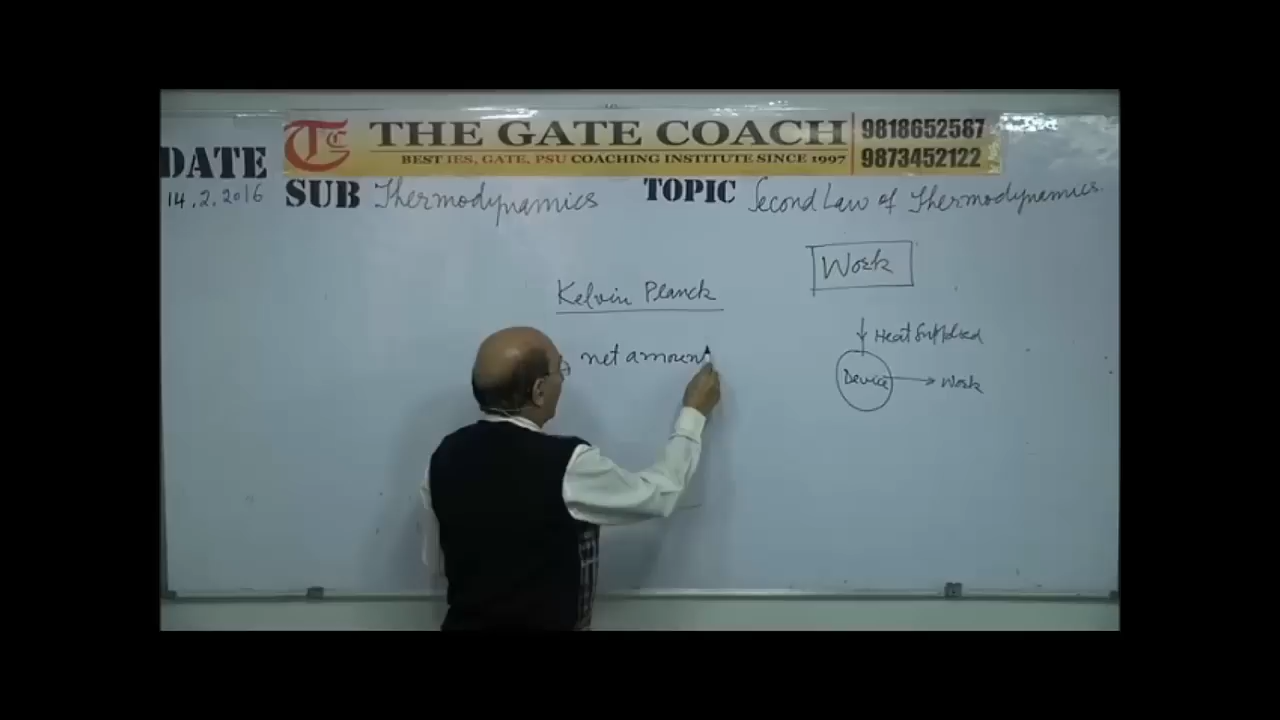 THE GATE COACH
BEST IES, GATE, PSU COACHING INSTITUTE SINCE 1997
9818652587
9873452122
DATE
14.2.2016
SUB Thermodynamics
TOPIC Second Law of Thermodynamics.
Work
Kelvin Planck
Heat Supplied
net amoun
Device
Work